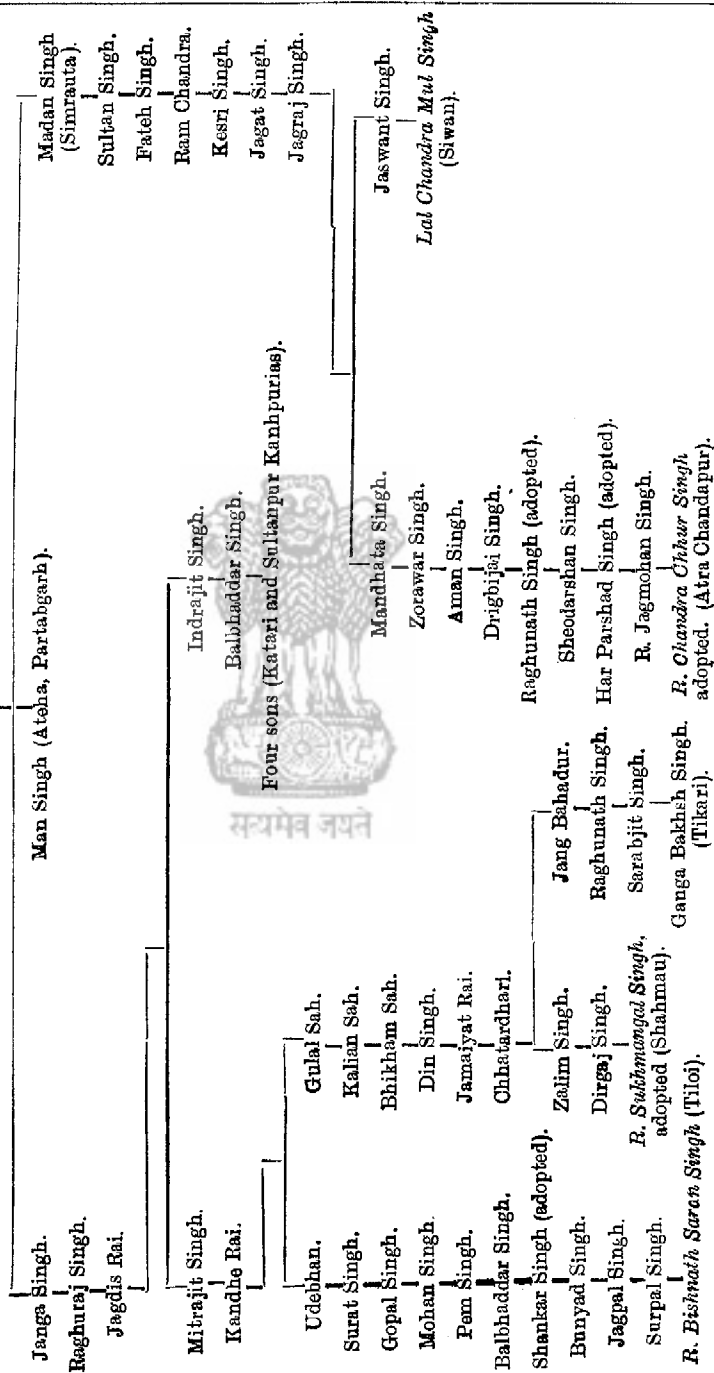 Man Singh (Ateha, Partabgarh).
Janga Singh.
Raghuraj Singh.
Jagdis Rai.
Madan Singh
(Simrauta).
Sultan Singh.
Fateh Singh.
Ram Chandra.
Kesri Singh.
Jagat Singh.
Jagraj Singh.
Mitrajit Singh.
Kandhe Rai.
Indrajit Singh.
Balbhaddar Singh.
Four sons (Katari and Sultanpur Kanhpurias).
Udebhan.
Surat Singh.
Gopal Singh.
Mohan Singh.
Pem Singh.
Balbhaddar Singh.
Shankar Singh (adopted).
Bunyad Singh.
Jagpal Singh.
Surpal Singh.
R. Bishnath Saran Singh (Tiloi).
Gulal Sah.
Kalian Sah.
Bhikham Sah.
Din Singh.
Jamaiyat Rai.
Chhatardhari.
Zalim Singh.
Dirgaj Singh.
R. Sukhmangal Singh,
adopted (Shahmau).
Jang Bahadur.
Raghunath Singh.
Sarabjit Singh.
Ganga Bakhsh Singh.
(Tikari).
Mandhata Singh.
Zorawar Singh.
Aman Singh.
Drigbijai Singh.
Raghunath Singh (adopted).
Sheodarshan Singh.
Har Parshad Singh (adopted).
R. Jagmohan Singh.
R. Chandra Chhur Singh
adopted. (Atra Chandapur).
Jaswant Singh.
Lal Chandra Mul Singh
(Siwan).
सत्यमेव जयते